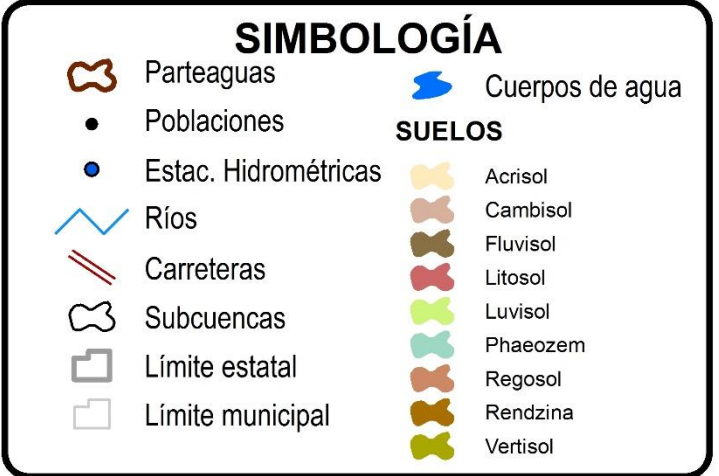 SIMBOLOGÍA
Parteaguas
Poblaciones
Estac. Hidrométricas
Ríos
Carreteras
Subcuencas
Límite estatal
Límite municipal
Cuerpos de agua
SUELOS
Acrisol
Cambisol
Fluvisol
Litosol
Luvisol
Phaeozem
Regosol
Rendzina
Vertisol